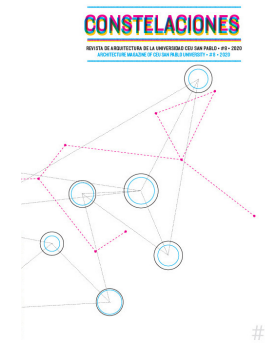 CONSTELACIONES
REVISTA DE ARQUITECTURA DE LA UNIVERSIDAD CEU SAN PABLO • #8 • 2020
ARCHITECTURE MAGAZINE OF CEU SAN PABLO UNIVERSITY • # 8 • 2020
#